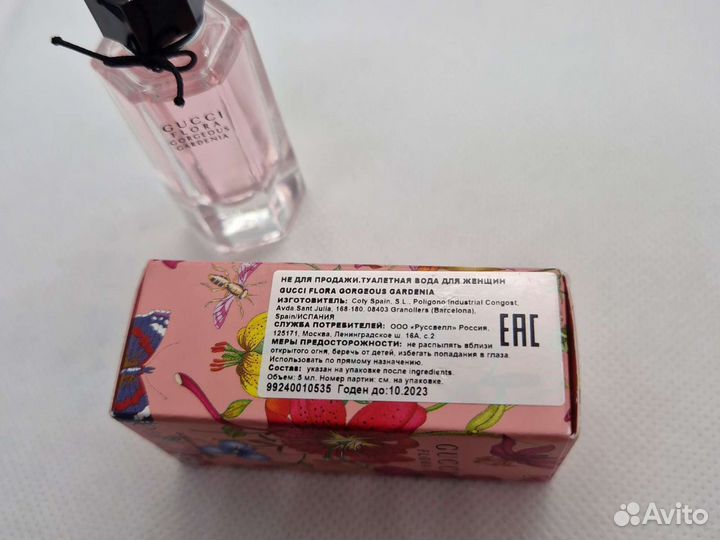 GUCCI
FLORA
GORGEOUS
GARDENIA
НЕ ДЛЯ ПРОДАЖИ.ТУАЛЕТНАЯ ВОДА ДЛЯ ЖЕНЩИН
GUCCI FLORA GORGEOUS GARDENIA
ИЗГОТОВИТЕЛЬ: Coty Spain, S.L., Poligono Industrial Congost,
Avda.Sant Julia, 168-180, 08403 Granollers (Barcelona),
Spain/ИСПАНИЯ
СЛУЖБА ПОТРЕБИТЕЛЕЙ: ООО «Руссвелл» Россия,
125171, Москва, Ленинградское ш. 16А, с.2
МЕРЫ ПРЕДОСТОРОЖНОСТИ: не распылять вблизи
открытого огня, беречь от детей, избегать попадания в глаза.
Использовать по прямому назначению.
Состав: указан на упаковке после ingredients.
Объем: 5 мл. Номер партии: см. на упаковке.
99240010535 Годен до:10.2023
EAC
GUCCI
Avito